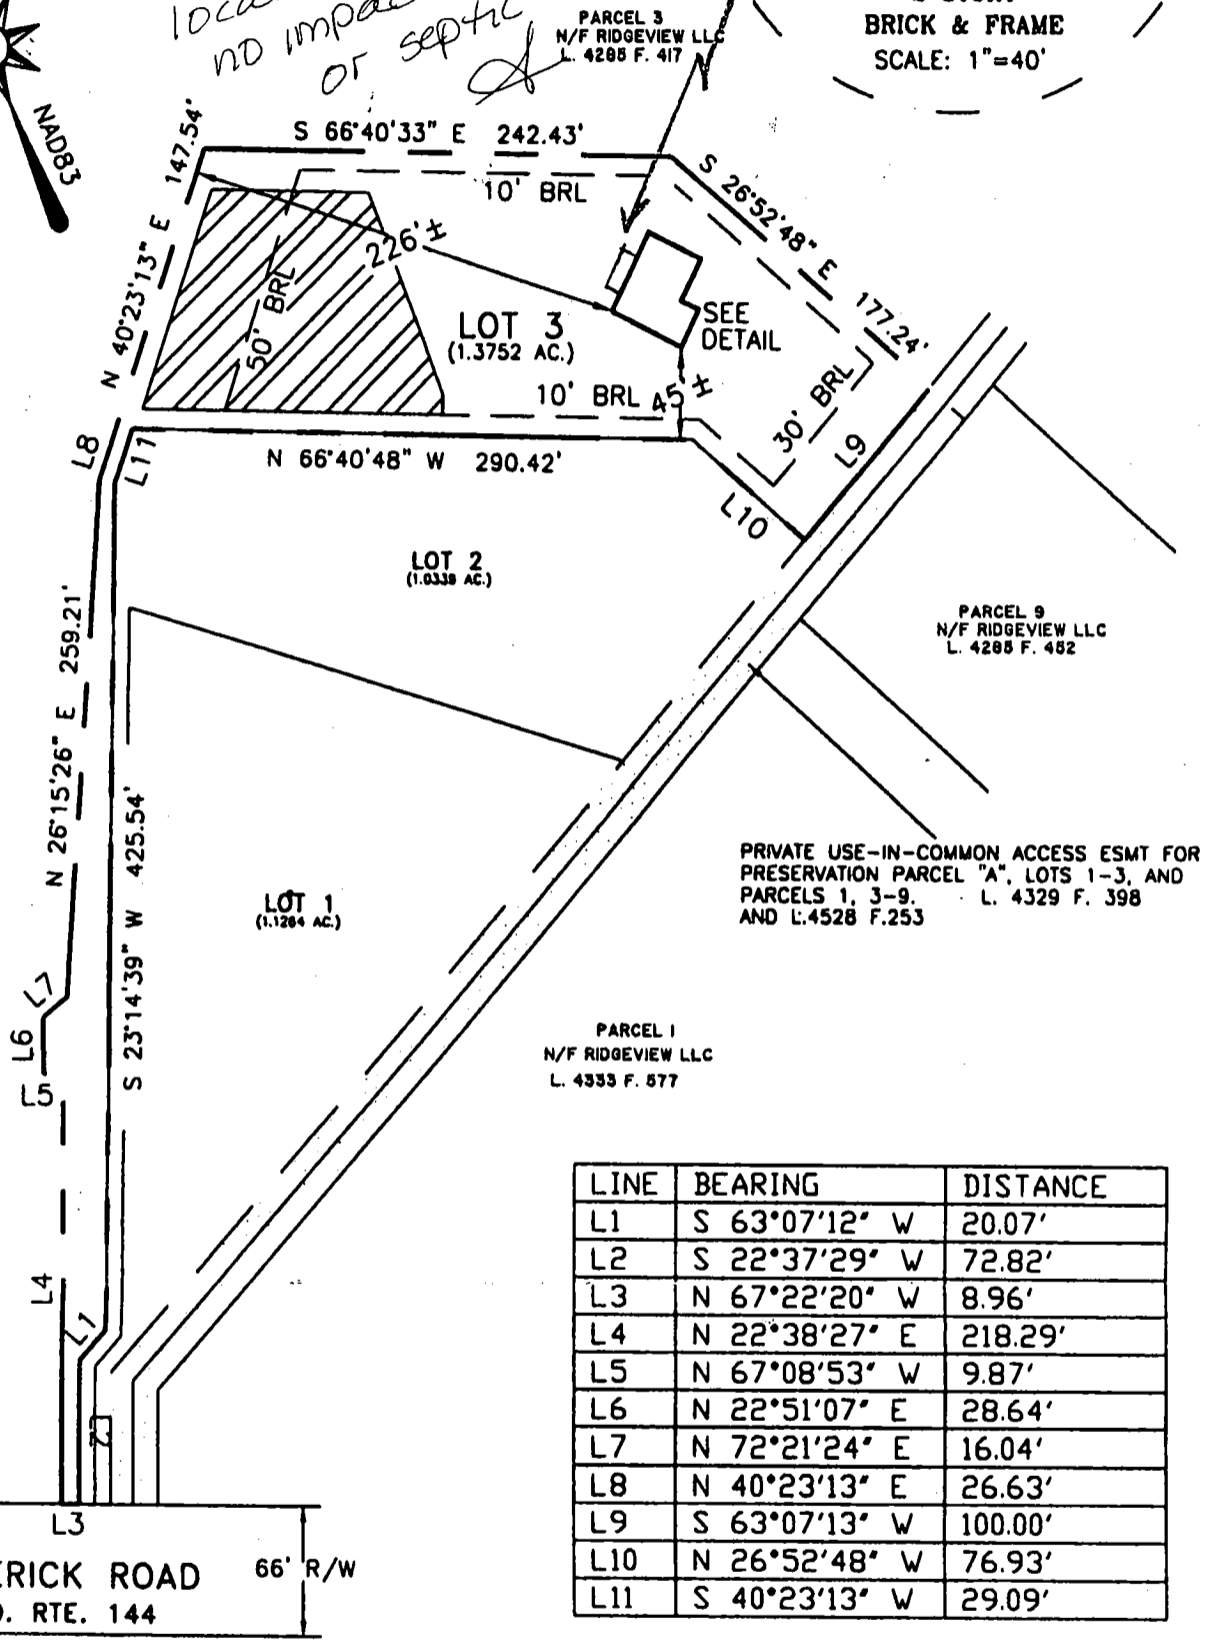 no impac
or septic
PARCEL 3
N/F RIDGEVIEW LLC
L. 4285 F. 417
BRICK & FRAME
SCALE: 1"=40'
NAD83
S 66°40'33" E 242.43'
147.54'
N 40°23'13" E
10' BRL
S 26°52'48" E 177.24'
226'±
50' BRL
LOT 3
(1.3752 AC.)
SEE
DETAIL
10' BRL
45'±
30' BRL
L9
L8
L11
N 66°40'48" W 290.42'
L10
LOT 2
(1.0339 AC.)
PARCEL 9
N/F RIDGEVIEW LLC
L. 4285 F. 452
N 26°15'26" E 259.21'
S 23°14'39" W 425.54'
PRIVATE USE-IN-COMMON ACCESS ESMT FOR
PRESERVATION PARCEL "A", LOTS 1-3, AND
PARCELS 1, 3-9. L. 4329 F. 398
AND L.4528 F.253
LOT 1
(1.1264 AC.)
L7
L6
L5
PARCEL 1
N/F RIDGEVIEW LLC
L. 4333 F. 577
L4
L1
L2
L3
ERICK ROAD
66' R/W
. RTE. 144
LINE BEARING DISTANCE
L1 S 63°07'12" W 20.07'
L2 S 22°37'29" W 72.82'
L3 N 67°22'20" W 8.96'
L4 N 22°38'27" E 218.29'
L5 N 67°08'53" W 9.87'
L6 N 22°51'07" E 28.64'
L7 N 72°21'24" E 16.04'
L8 N 40°23'13" E 26.63'
L9 S 63°07'13" W 100.00'
L10 N 26°52'48" W 76.93'
L11 S 40°23'13" W 29.09'